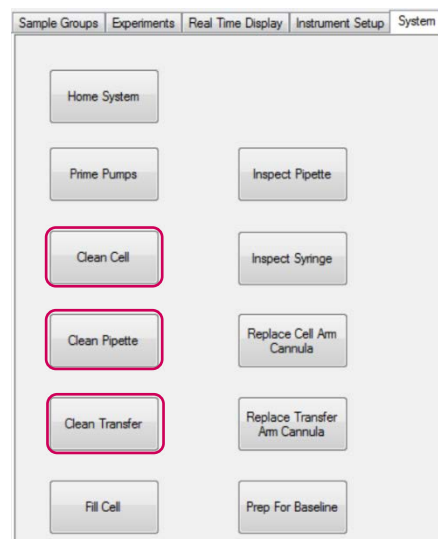 Sample Groups Experiments Real Time Display Instrument Setup System
Home System
Prime Pumps
Inspect Pipette
Clean Cell
Inspect Syringe
Clean Pipette
Replace Cell Arm
Cannula
Clean Transfer
Replace Transfer
Arm Cannula
Fill Cell
Prep For Baseline